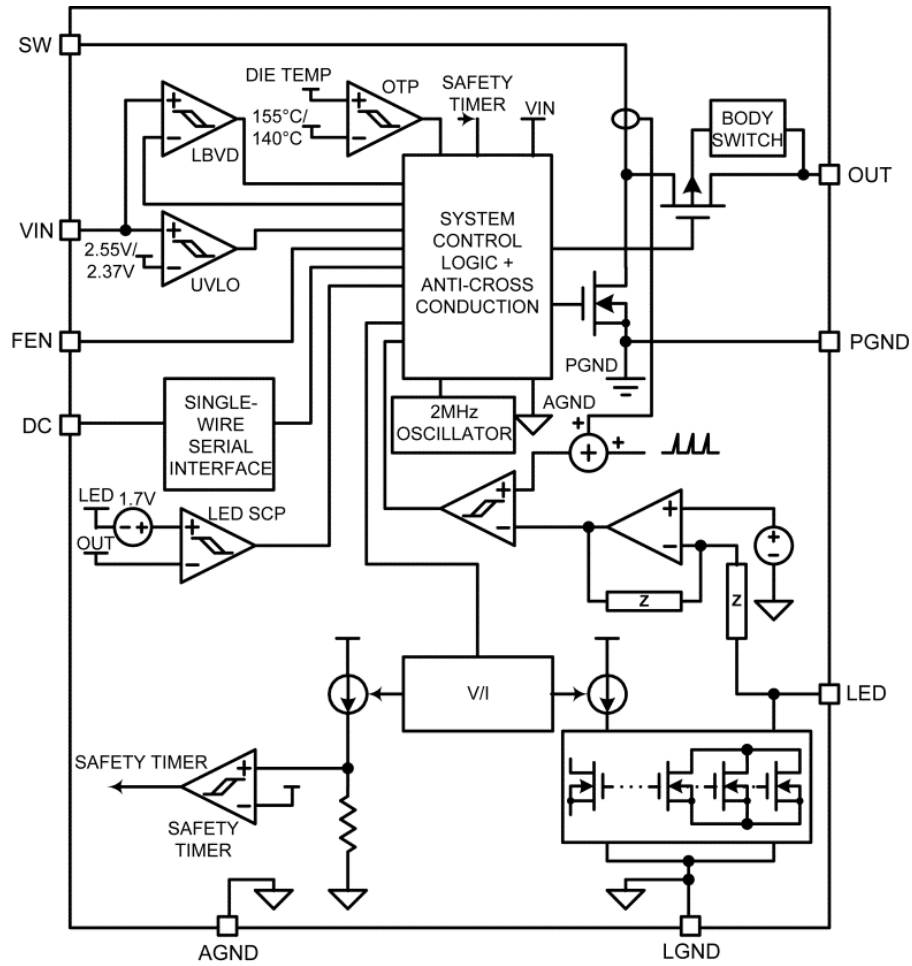 SW
DIE TEMP
OTP
SAFETY
TIMER
VIN
+
-
155°C/
140°C
+
-
LBVD
BODY
SWITCH
OUT
VIN
2.55V/
2.37V
+
-
UVLO
SYSTEM
CONTROL
LOGIC +
ANTI-CROSS
CONDUCTION
FEN
PGND
PGND
DC
SINGLE-
WIRE
SERIAL
INTERFACE
2MHz
OSCILLATOR
AGND
+
+
+
LED
1.7V
- +
OUT
LED SCP
+
-
+
-
+
-
+
-
Z
Z
V/I
LED
SAFETY TIMER
+
-
SAFETY
TIMER
AGND
LGND